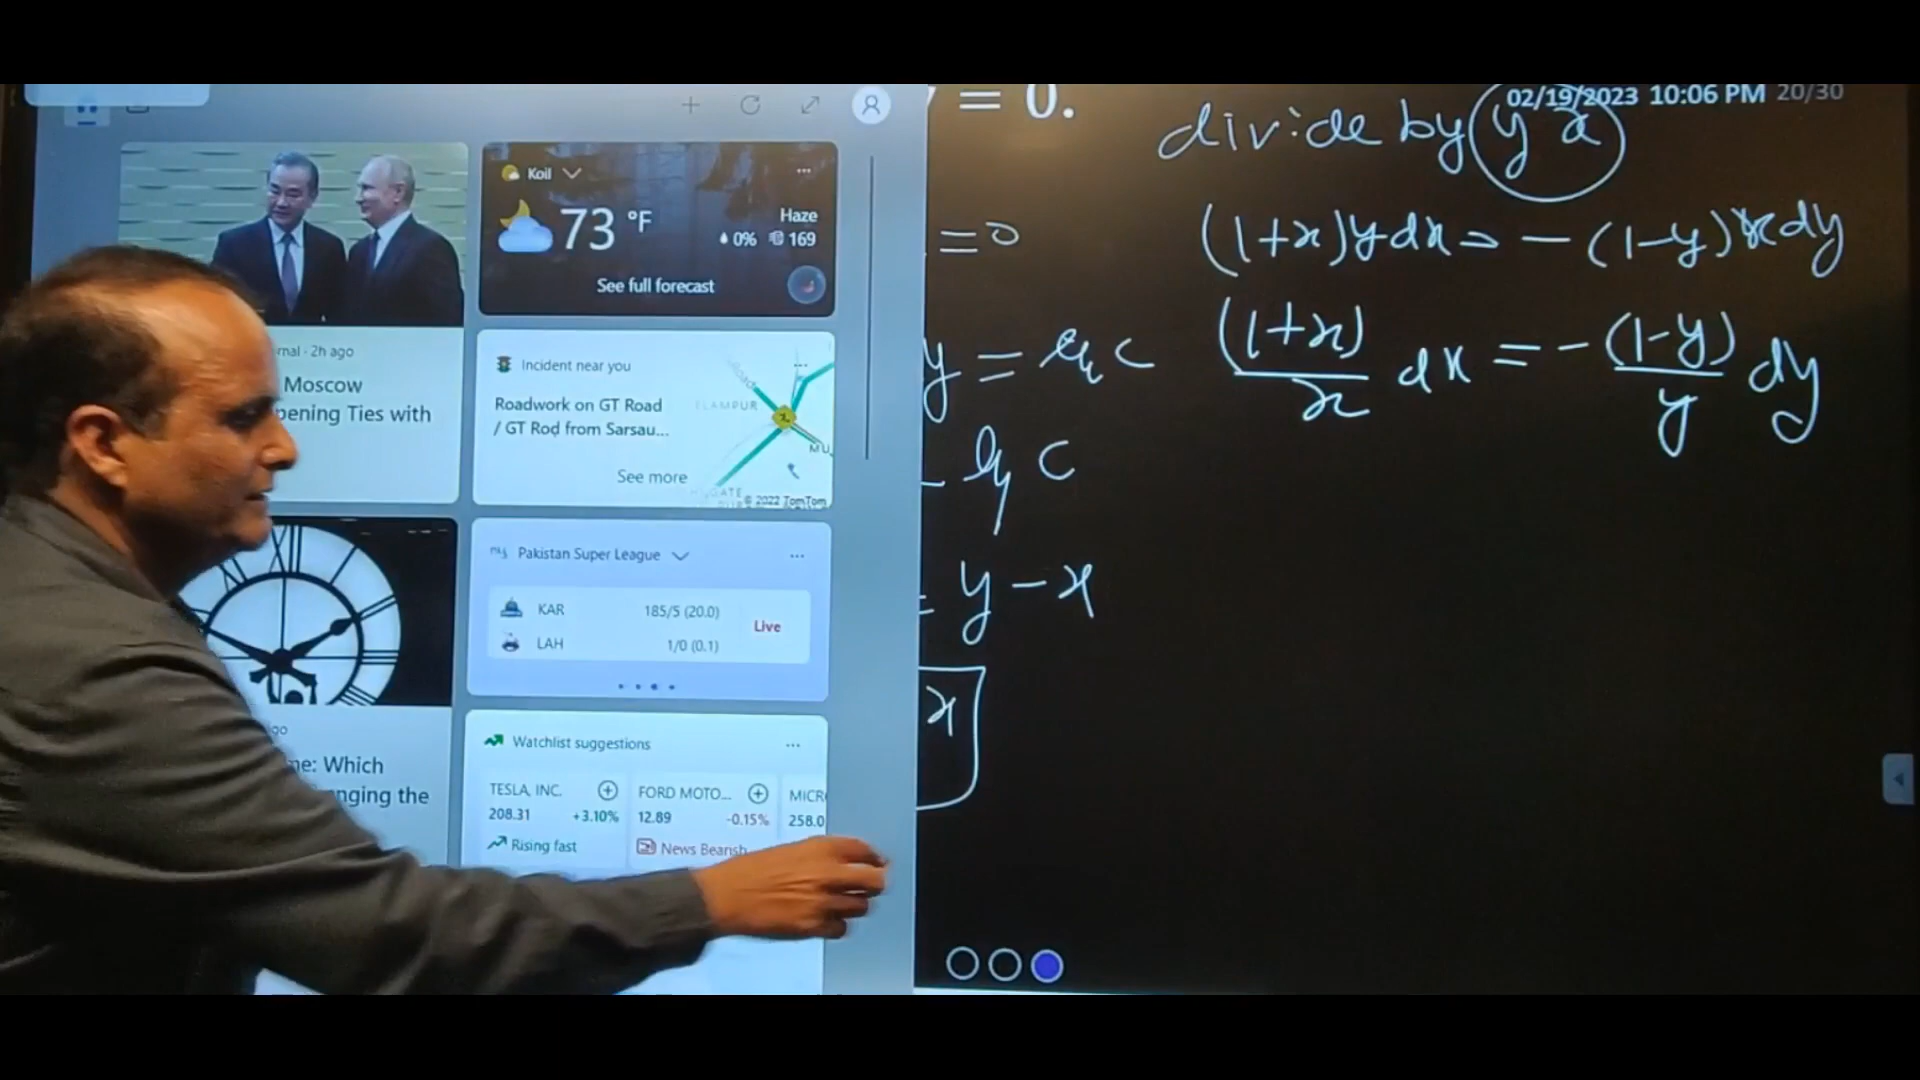 02/19/2023 10:06 PM 20/30
= 0.
divide by y x
(1+x)y dx = -(1-y)x dy
= 0
(1+x)/x dx = -(1-y)/y dy
y = log c
log c
= y - x
x
Koil
73 °F
Haze
0% 169
See full forecast
rnal · 2h ago
Moscow
pening Ties with
Incident near you
Roadwork on GT Road
/ GT Rod from Sarsau...
See more
© 2022 TomTom
Pakistan Super League
KAR 185/5 (20.0)
LAH 1/0 (0.1)
Live
ne: Which
nging the
Watchlist suggestions
TESLA, INC.
208.31 +3.10%
Rising fast
FORD MOTO...
12.89 -0.15%
News Bearish
MICR
258.0